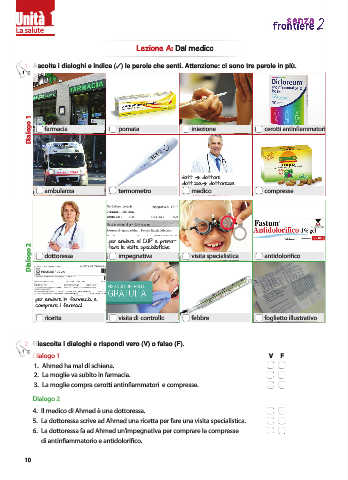 Unità 1
La salute
senza
frontiere 2
Lezione A: Dal medico
Ascolta i dialoghi e indica (✓) le parole che senti. Attenzione: ci sono tre parole in più.
Dialogo 1
FARMACIA
Dicloreum
farmacia
pomata
iniezione
cerotti antinfiammatori
dott. → dottore
dott.ssa → dottoressa
ambulanza
termometro
medico
compresse
Dialogo 2
per andare al CUP e preno-
tare le visite specialistiche
Fastum
Antidolorifico 1% gel
dottoressa
impegnativa
visita specialistica
antidolorifico
per andare in farmacia e
comprare i farmaci
GRATUITA
ricetta
visita di controllo
febbre
foglietto illustrativo
Riascolta i dialoghi e rispondi vero (V) o falso (F).
Dialogo 1
V F
1. Ahmed ha mal di schiena.
2. La moglie va subito in farmacia.
3. La moglie compra cerotti antinfiammatori e compresse.
Dialogo 2
4. Il medico di Ahmed è una dottoressa.
5. La dottoressa scrive ad Ahmed una ricetta per fare una visita specialistica.
6. La dottoressa fa ad Ahmed un'impegnativa per comprare le compresse
di antinfiammatorio e antidolorifico.
10